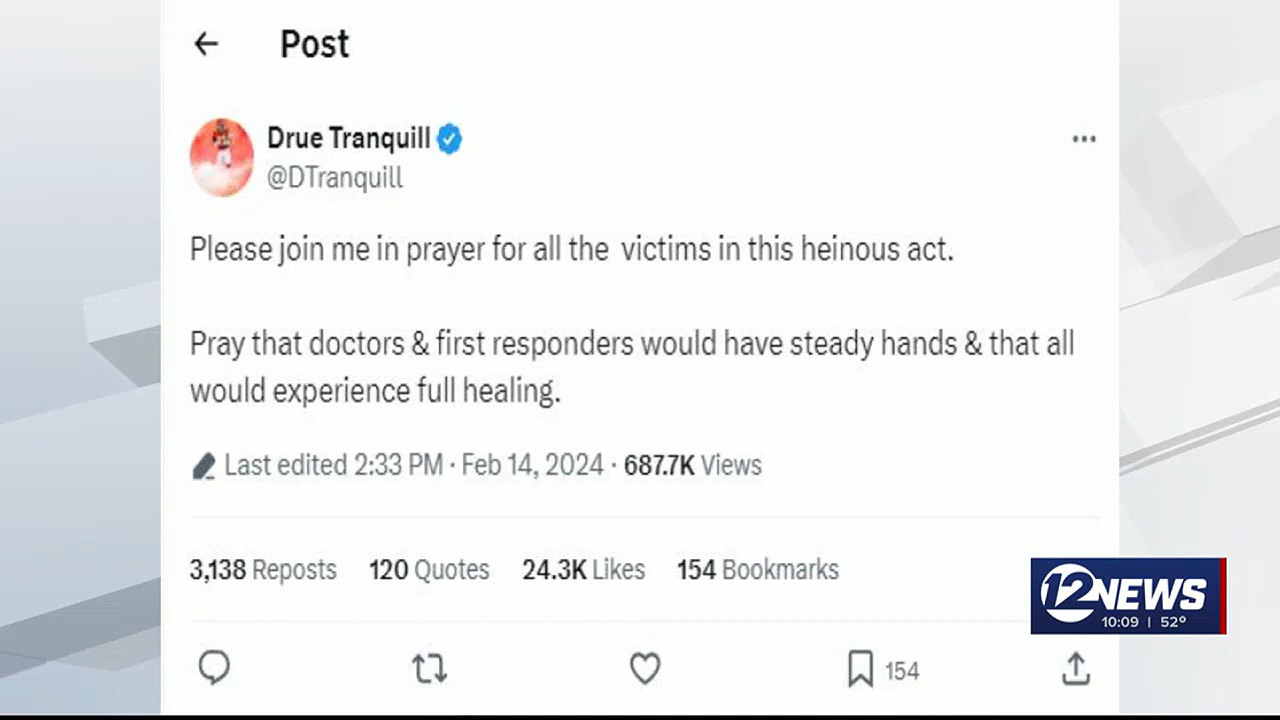 Post
Drue Tranquill
@DTranquill
Please join me in prayer for all the victims in this heinous act.
Pray that doctors & first responders would have steady hands & that all
would experience full healing.
Last edited 2:33 PM · Feb 14, 2024 · 687.7K Views
3,138 Reposts 120 Quotes 24.3K Likes 154 Bookmarks
12 NEWS
10:09 | 52°
154